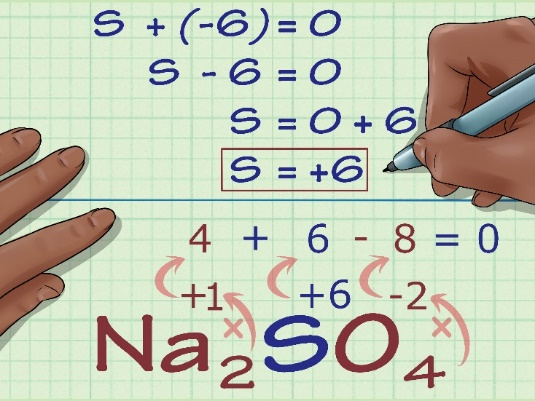 S + (-6) = 0
S - 6 = 0
S = 0 + 6
S = +6
4 + 6 - 8 = 0
+1 +6 -2
× ×
Na₂SO₄